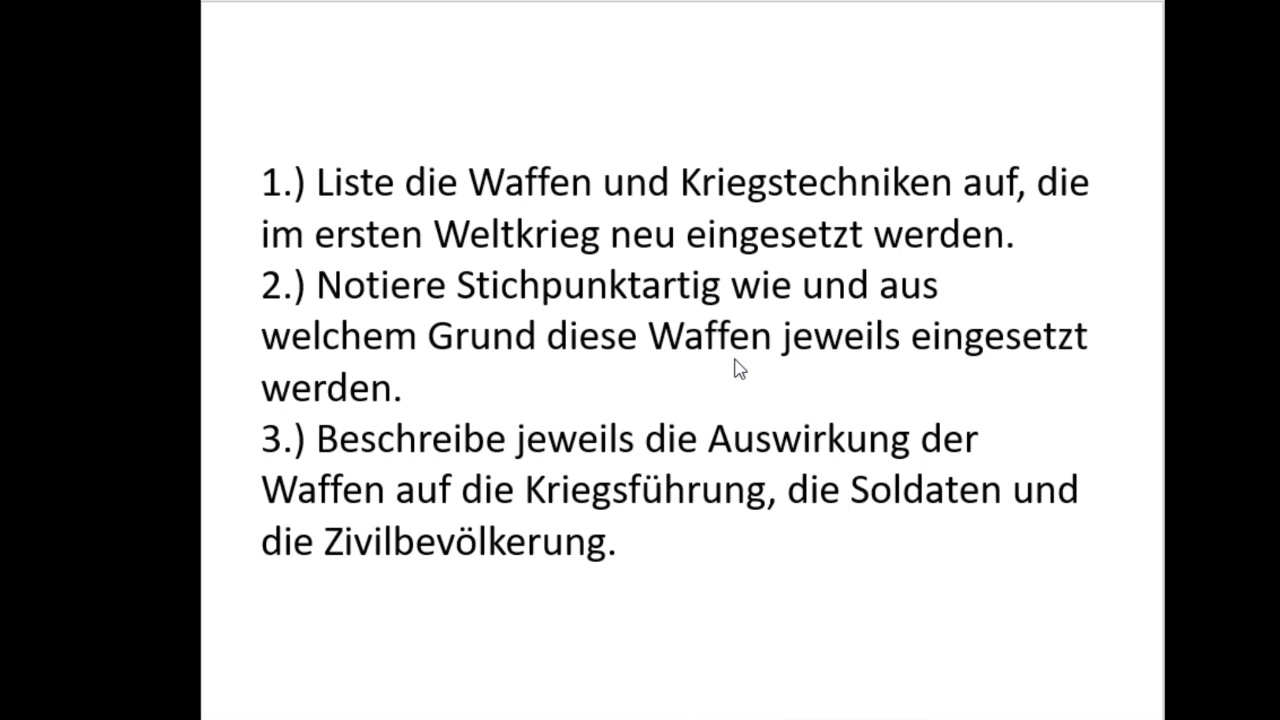 1.) Liste die Waffen und Kriegstechniken auf, die
im ersten Weltkrieg neu eingesetzt werden.
2.) Notiere Stichpunktartig wie und aus
welchem Grund diese Waffen jeweils eingesetzt
werden.
3.) Beschreibe jeweils die Auswirkung der
Waffen auf die Kriegsführung, die Soldaten und
die Zivilbevölkerung.